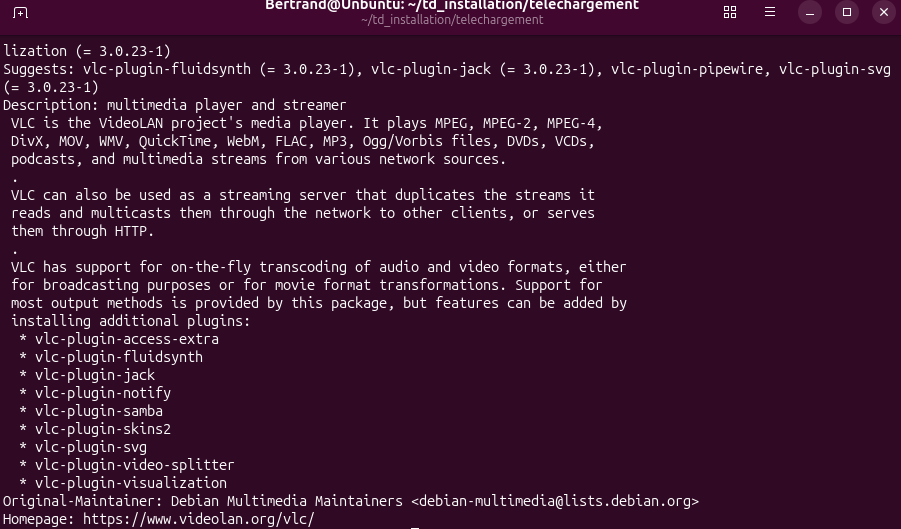 Bertrand@Unbuntu: ~/td_installation/telechargement
~/td_installation/telechargement
lization (= 3.0.23-1)
Suggests: vlc-plugin-fluidsynth (= 3.0.23-1), vlc-plugin-jack (= 3.0.23-1), vlc-plugin-pipewire, vlc-plugin-svg
(= 3.0.23-1)
Description: multimedia player and streamer
 VLC is the VideoLAN project's media player. It plays MPEG, MPEG-2, MPEG-4,
 DivX, MOV, WMV, QuickTime, WebM, FLAC, MP3, Ogg/Vorbis files, DVDs, VCDs,
 podcasts, and multimedia streams from various network sources.
 .
 VLC can also be used as a streaming server that duplicates the streams it
 reads and multicasts them through the network to other clients, or serves
 them through HTTP.
 .
 VLC has support for on-the-fly transcoding of audio and video formats, either
 for broadcasting purposes or for movie format transformations. Support for
 most output methods is provided by this package, but features can be added by
 installing additional plugins:
  * vlc-plugin-access-extra
  * vlc-plugin-fluidsynth
  * vlc-plugin-jack
  * vlc-plugin-notify
  * vlc-plugin-samba
  * vlc-plugin-skins2
  * vlc-plugin-svg
  * vlc-plugin-video-splitter
  * vlc-plugin-visualization
Original-Maintainer: Debian Multimedia Maintainers <debian-multimedia@lists.debian.org>
Homepage: https://www.videolan.org/vlc/